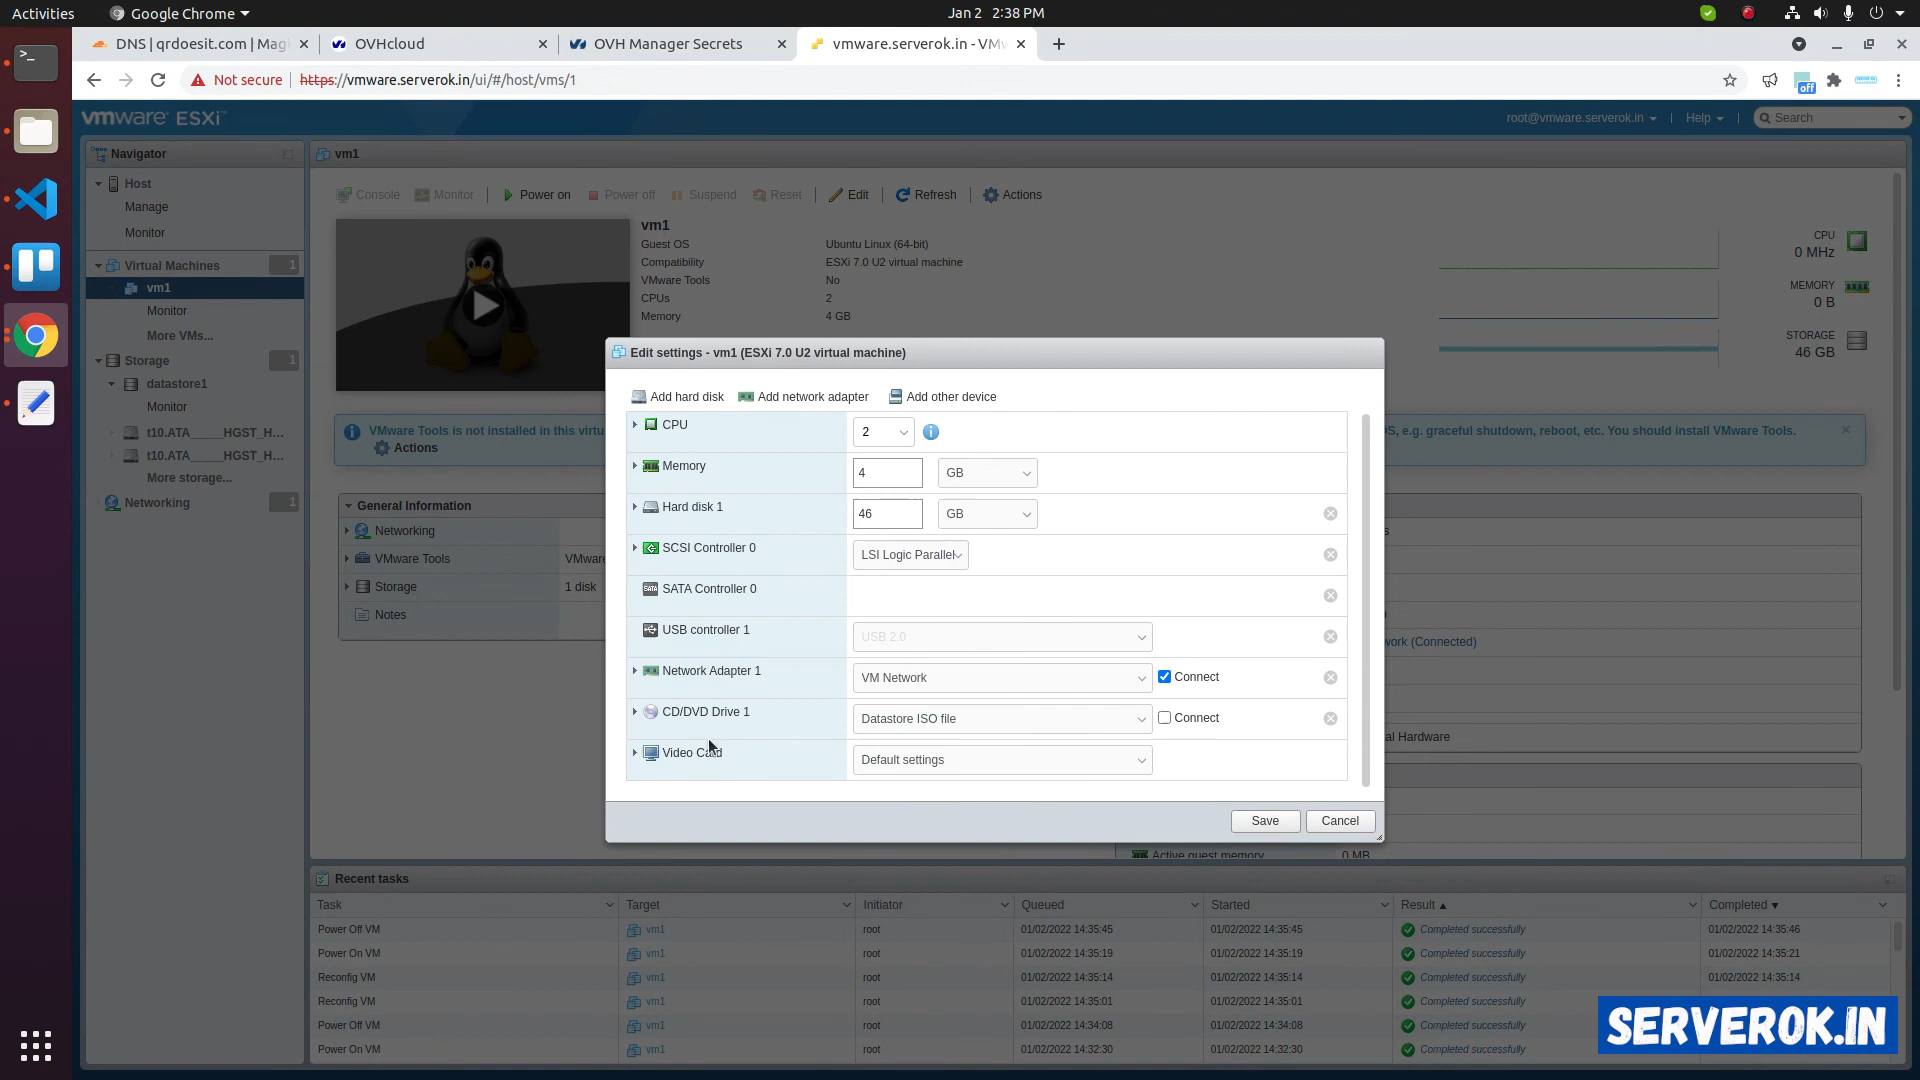 Activities
Google Chrome
Jan 2 2:38 PM
DNS | qrdoesit.com | Mag
OVHcloud
OVH Manager Secrets
vmware.serverok.in - VM
Not secure
https://vmware.serverok.in/ui/#/host/vms/1
off
vmware ESXi
root@vmware.serverok.in
|
Help
|
Search
Navigator
Host
Manage
Monitor
Virtual Machines
1
vm1
Monitor
More VMs...
Storage
1
datastore1
Monitor
t10.ATA_____HGST_H...
t10.ATA_____HGST_H...
More storage...
Networking
1
vm1
Console
Monitor
Power on
Power off
Suspend
Reset
Edit
Refresh
Actions
vm1
Guest OS Ubuntu Linux (64-bit)
Compatibility ESXi 7.0 U2 virtual machine
VMware Tools No
CPUs 2
Memory 4 GB
CPU
0 MHz
MEMORY
0 B
STORAGE
46 GB
VMware Tools is not installed in this virtu
OS, e.g. graceful shutdown, reboot, etc. You should install VMware Tools.
Actions
General Information
Networking
VMware Tools VMware
Storage 1 disk
Notes
work (Connected)
al Hardware
Active guest memory 0 MB
Edit settings - vm1 (ESXi 7.0 U2 virtual machine)
Add hard disk
Add network adapter
Add other device
CPU 2
Memory 4 GB
Hard disk 1 46 GB
SCSI Controller 0 LSI Logic Parallel
SATA Controller 0
SATA
USB controller 1 USB 2.0
Network Adapter 1 VM Network Connect
CD/DVD Drive 1 Datastore ISO file Connect
Video Card Default settings
Save
Cancel
Recent tasks
Task Target Initiator Queued Started Result Completed
Power Off VM vm1 root 01/02/2022 14:35:45 01/02/2022 14:35:45 Completed successfully 01/02/2022 14:35:46
Power On VM vm1 root 01/02/2022 14:35:19 01/02/2022 14:35:19 Completed successfully 01/02/2022 14:35:21
Reconfig VM vm1 root 01/02/2022 14:35:14 01/02/2022 14:35:14 Completed successfully 01/02/2022 14:35:14
Reconfig VM vm1 root 01/02/2022 14:35:01 01/02/2022 14:35:01 Completed successfully
Power Off VM vm1 root 01/02/2022 14:34:08 01/02/2022 14:34:08 Completed successfully
Power On VM vm1 root 01/02/2022 14:32:30 01/02/2022 14:32:30 Completed successfully
SERVEROK.IN